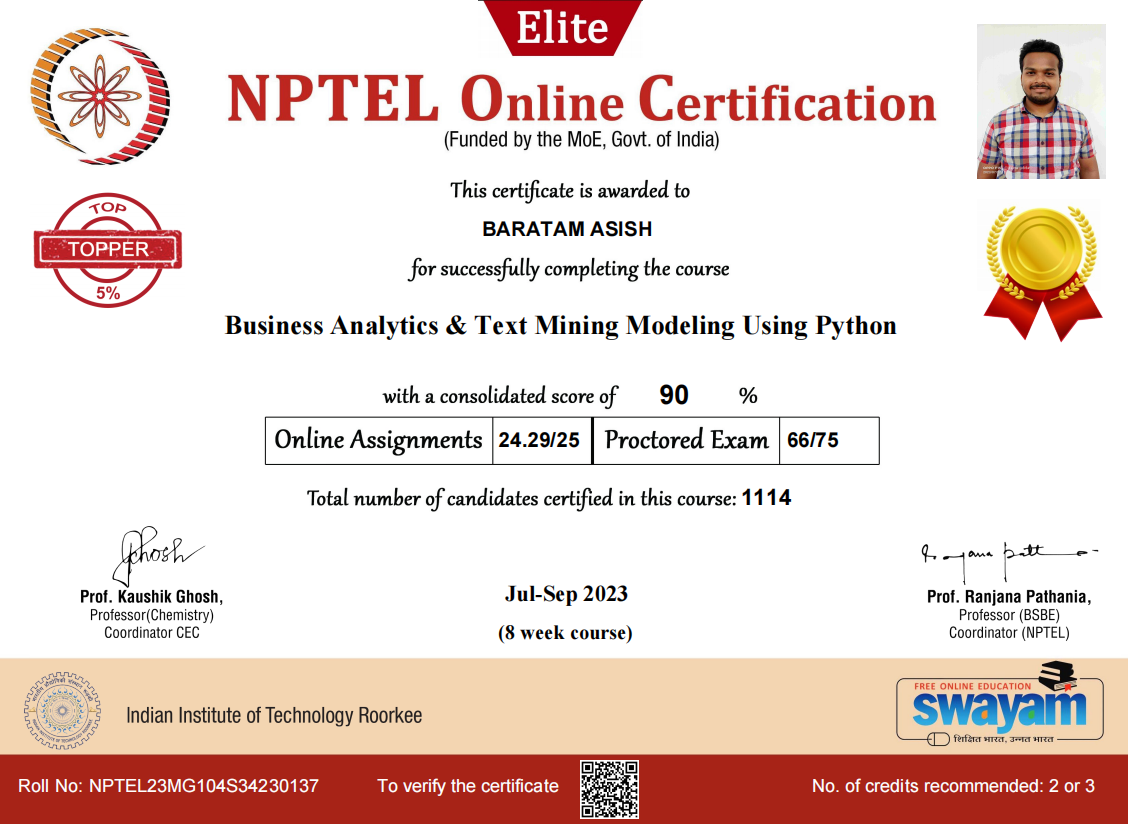 Elite
NPTEL Online Certification
(Funded by the MoE, Govt. of India)
This certificate is awarded to
BARATAM ASISH
for successfully completing the course
TOP
TOPPER
5%
Business Analytics & Text Mining Modeling Using Python
with a consolidated score of 90 %
Online Assignments 24.29/25 Proctored Exam 66/75
Total number of candidates certified in this course: 1114
Prof. Kaushik Ghosh,
Professor(Chemistry)
Coordinator CEC
Jul-Sep 2023
(8 week course)
Prof. Ranjana Pathania,
Professor (BSBE)
Coordinator (NPTEL)
Indian Institute of Technology Roorkee
FREE ONLINE EDUCATION
swayam
शिक्षित भारत, उन्नत भारत
Roll No: NPTEL23MG104S34230137 To verify the certificate No. of credits recommended: 2 or 3